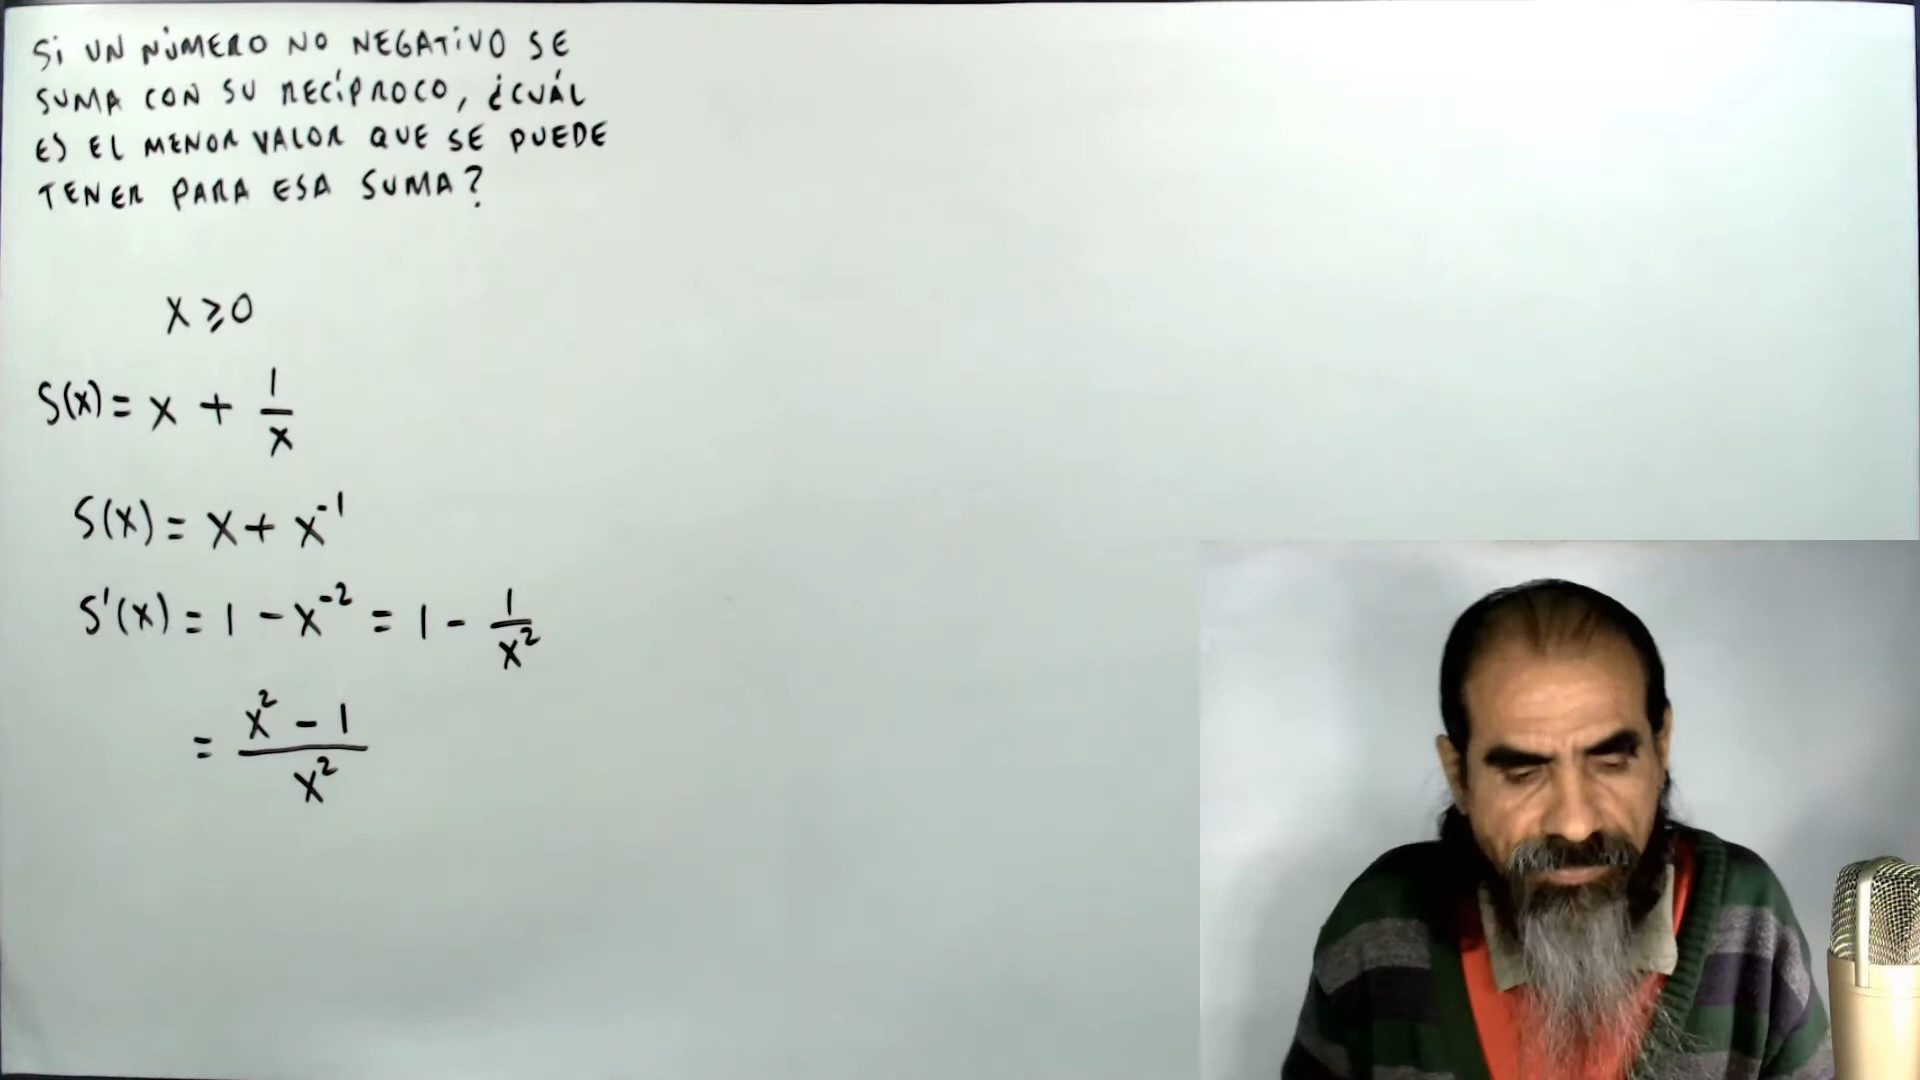 Si UN NÚMERO NO NEGATiVO SE
SUMA CON SU RECÍPROCO, ¿CUÁL
ES EL MENOR VALOR QUE SE PUEDE
TENER PARA ESA SUMA?
x ≥ 0
S(x) = x + 1/x
S(x) = x + x⁻¹
S'(x) = 1 - x⁻² = 1 - 1/x²
= (x² - 1)/x²